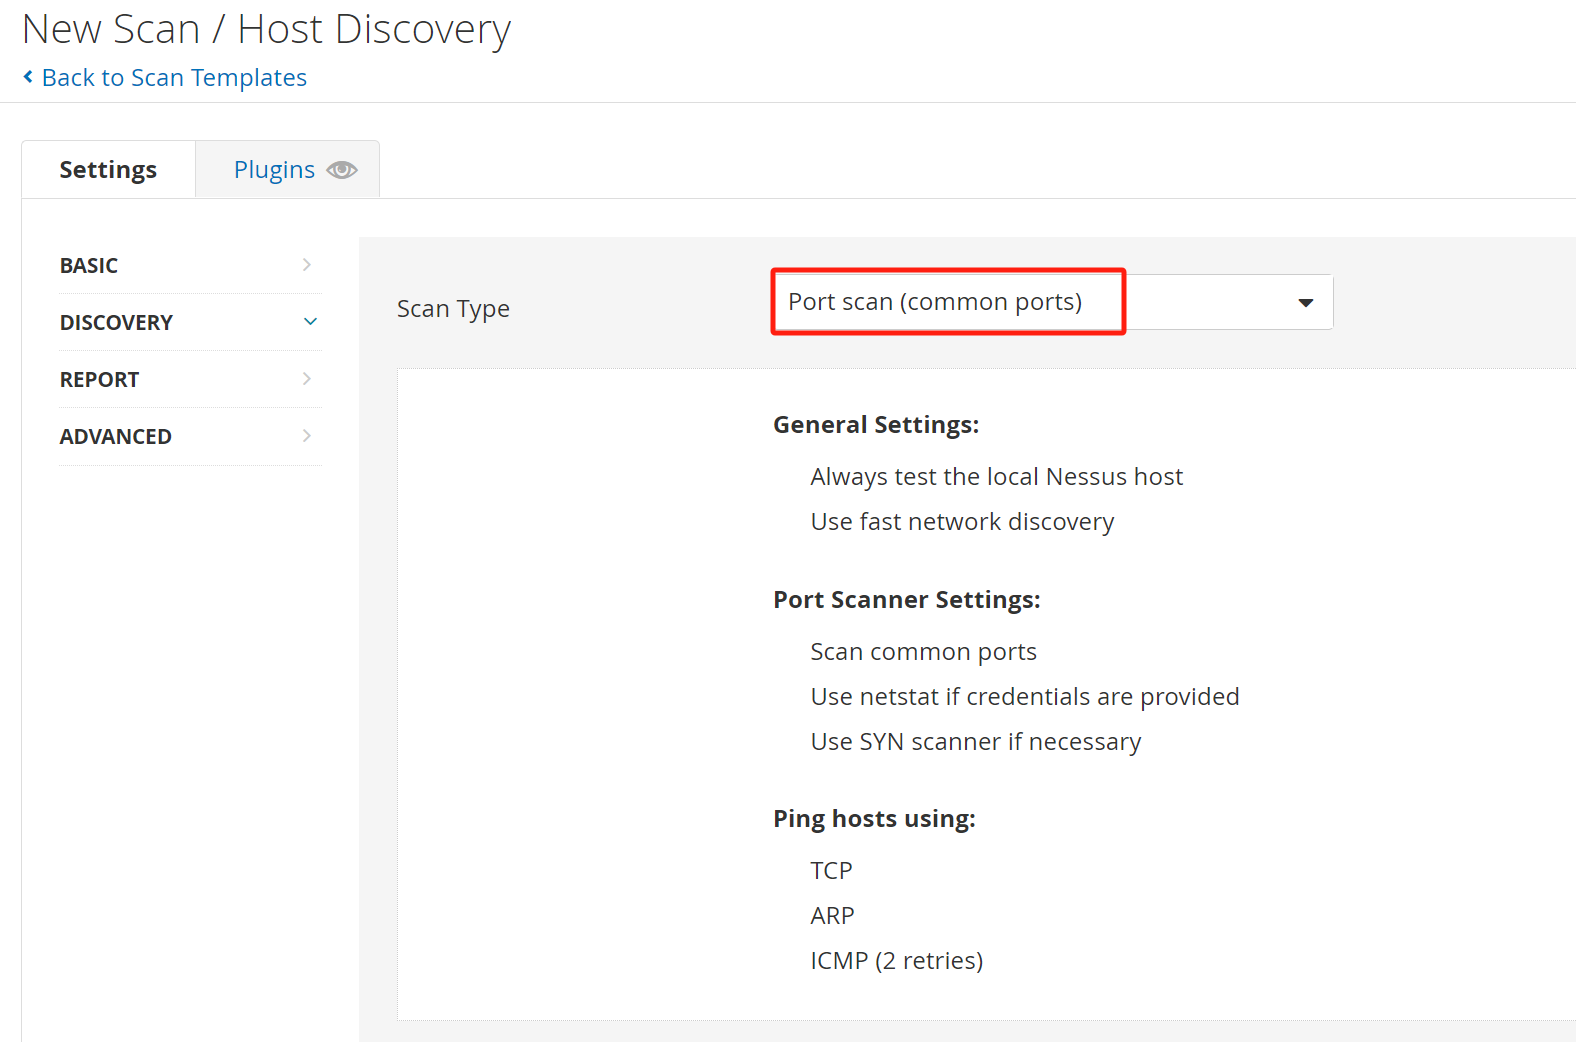 New Scan / Host Discovery
Back to Scan Templates
Settings
Plugins
BASIC
DISCOVERY
REPORT
ADVANCED
Scan Type
Port scan (common ports)
General Settings:
Always test the local Nessus host
Use fast network discovery
Port Scanner Settings:
Scan common ports
Use netstat if credentials are provided
Use SYN scanner if necessary
Ping hosts using:
TCP
ARP
ICMP (2 retries)